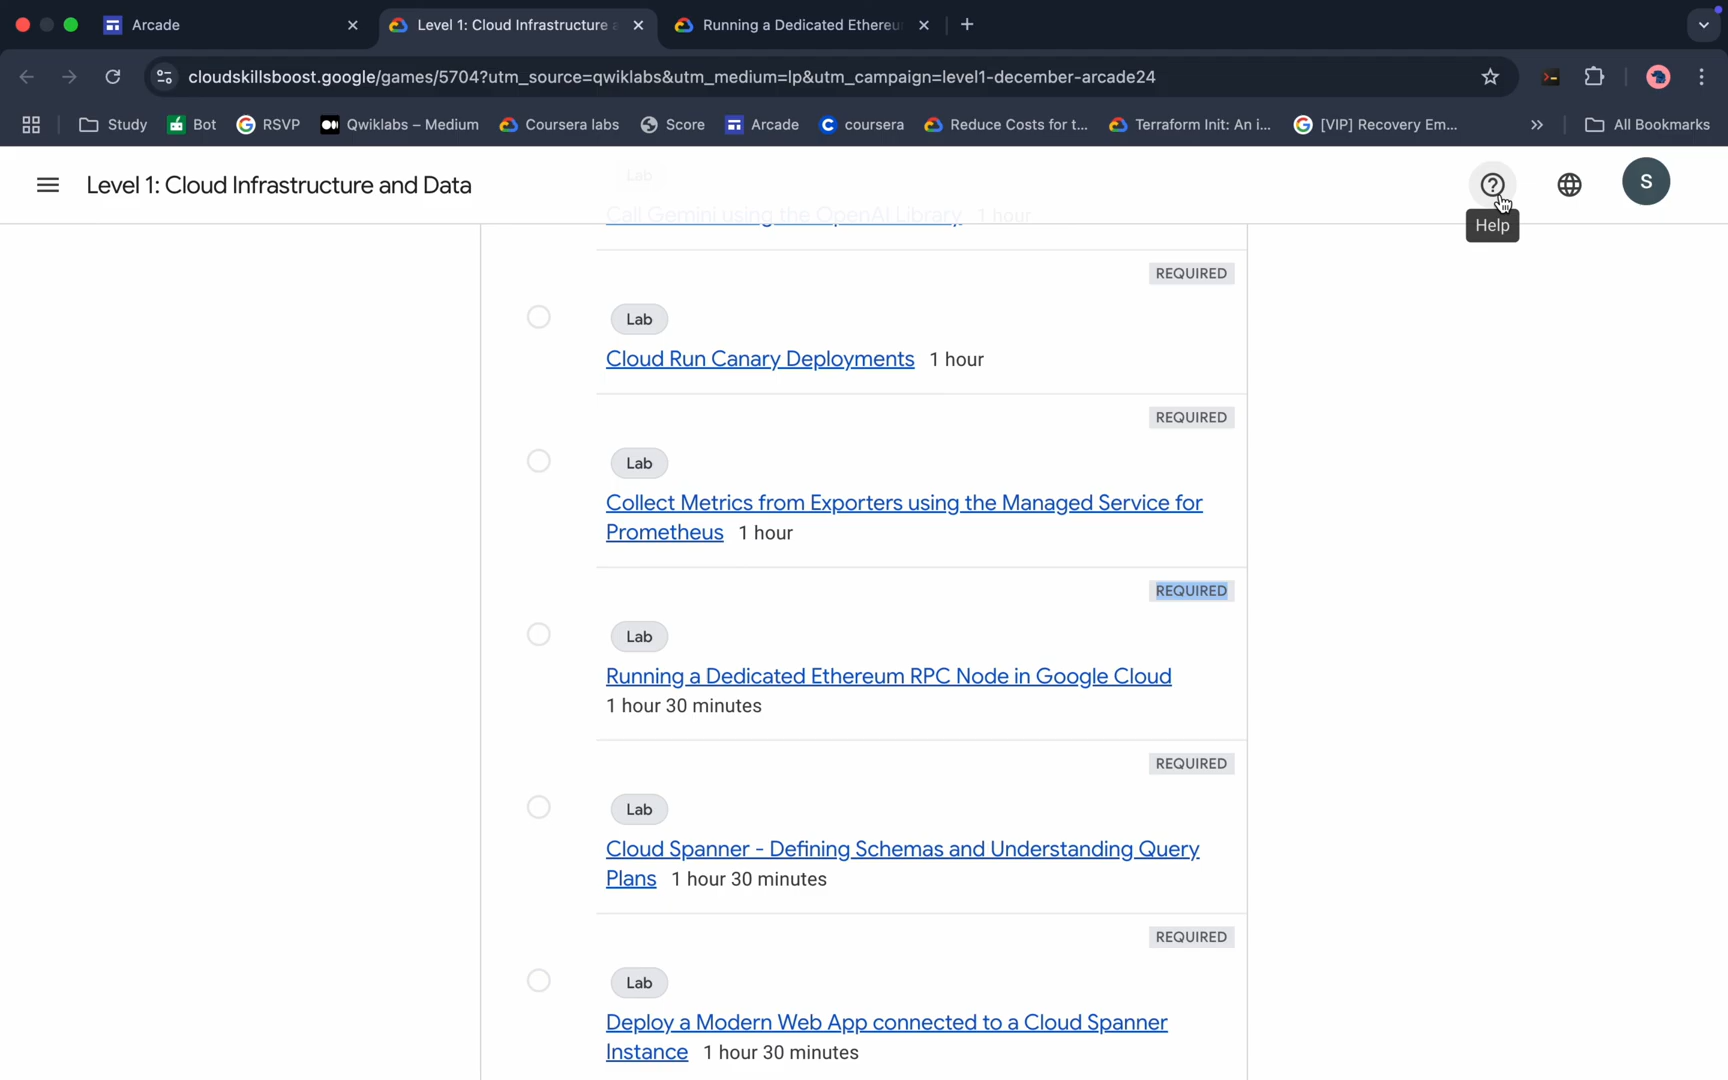 Arcade
Level 1: Cloud Infrastructure a
Running a Dedicated Ethereu
cloudskillsboost.google/games/5704?utm_source=qwiklabs&utm_medium=lp&utm_campaign=level1-december-arcade24
Study
Bot
RSVP
Qwiklabs – Medium
Coursera labs
Score
Arcade
coursera
Reduce Costs for t...
Terraform Init: An i...
[VIP] Recovery Em...
All Bookmarks
Level 1: Cloud Infrastructure and Data
S
Help
Lab
Call Gemini using the OpenAI Library 1 hour
REQUIRED
Lab
Cloud Run Canary Deployments 1 hour
REQUIRED
Lab
Collect Metrics from Exporters using the Managed Service for
Prometheus 1 hour
REQUIRED
Lab
Running a Dedicated Ethereum RPC Node in Google Cloud
1 hour 30 minutes
REQUIRED
Lab
Cloud Spanner - Defining Schemas and Understanding Query
Plans 1 hour 30 minutes
REQUIRED
Lab
Deploy a Modern Web App connected to a Cloud Spanner
Instance 1 hour 30 minutes